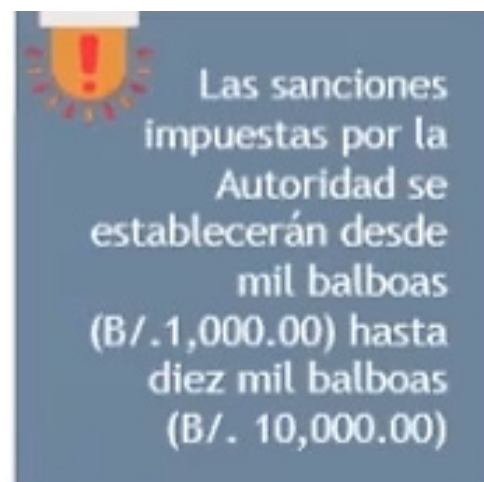 Las sanciones
impuestas por la
Autoridad se
establecerán desde
mil balboas
(B/.1,000.00) hasta
diez mil balboas
(B/. 10,000.00)